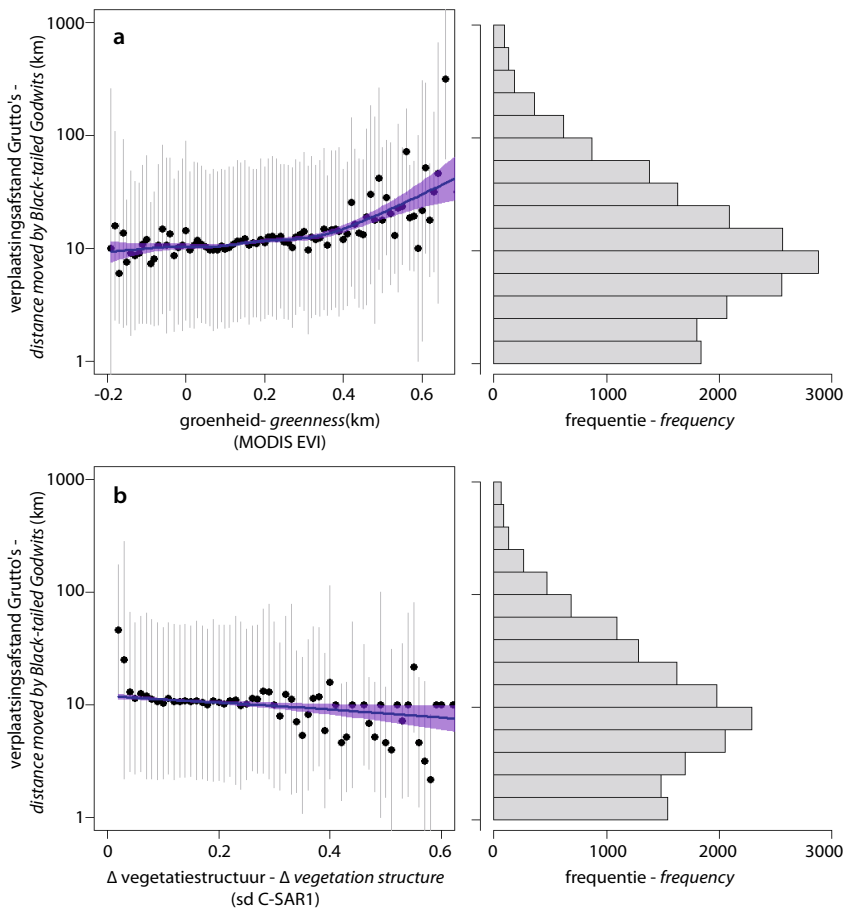 a
1000
100
10
1
verplaatsingsafstand Grutto's -
distance moved by Black-tailed Godwits (km)
-0.2 0 0.2 0.4 0.6
groenheid- greenness(km)
(MODIS EVI)
0 1000 2000 3000
frequentie - frequency
b
1000
100
10
1
verplaatsingsafstand Grutto's -
distance moved by Black-tailed Godwits (km)
0 0.2 0.4 0.6
Δ vegetatiestructuur - Δ vegetation structure
(sd C-SAR1)
0 1000 2000 3000
frequentie - frequency